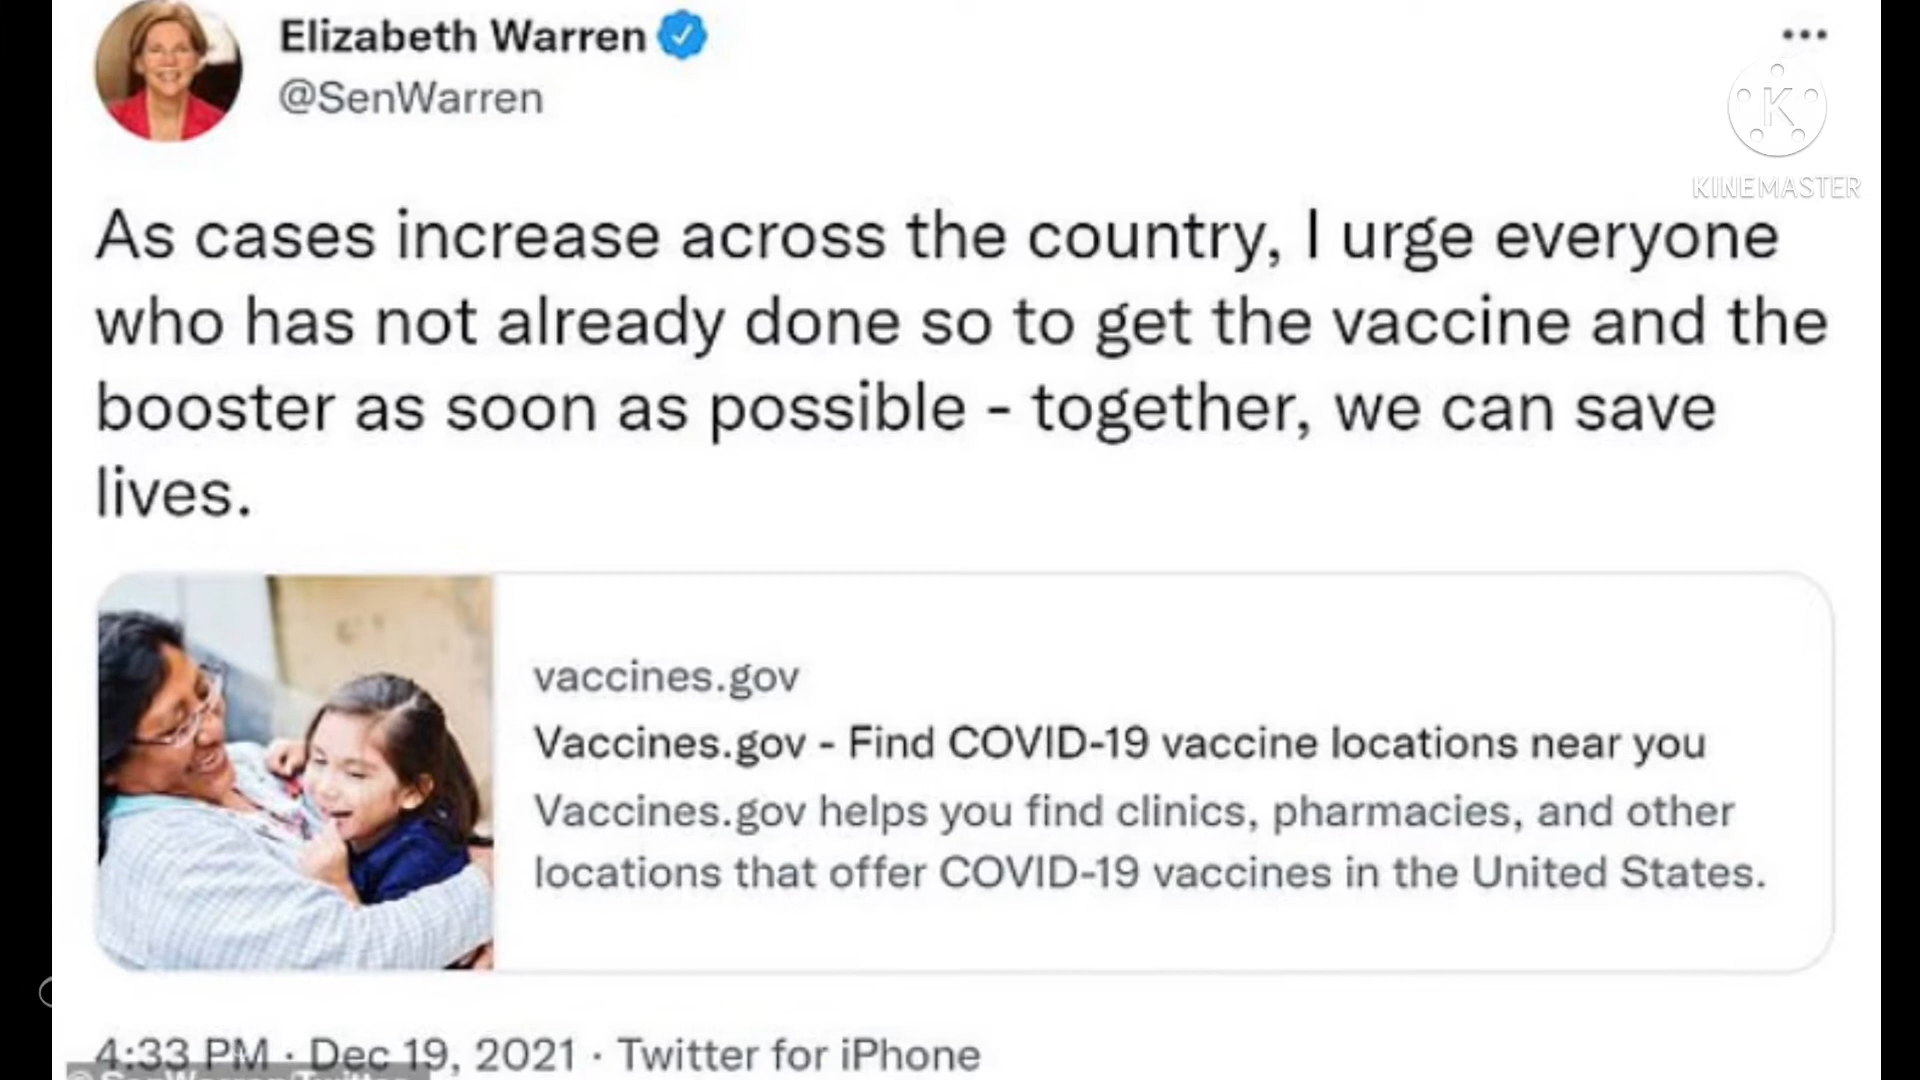 Elizabeth Warren
@SenWarren
K
KINEMASTER
As cases increase across the country, I urge everyone
who has not already done so to get the vaccine and the
booster as soon as possible - together, we can save
lives.
vaccines.gov
Vaccines.gov - Find COVID-19 vaccine locations near you
Vaccines.gov helps you find clinics, pharmacies, and other
locations that offer COVID-19 vaccines in the United States.
4:33 PM · Dec 19, 2021 · Twitter for iPhone
© SenWarren/Twitter